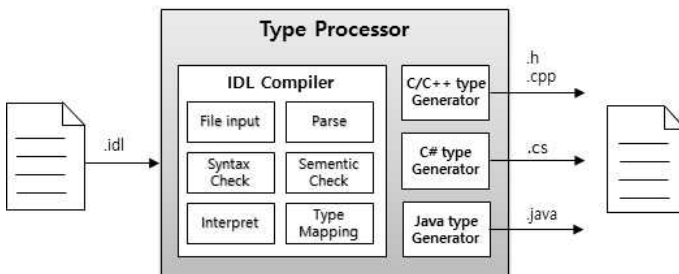 Type Processor
IDL Compiler
File input
Parse
Syntax
Check
Sementic
Check
Interpret
Type
Mapping
C/C++ type
Generator
C# type
Generator
Java type
Generator
.idl
.h
.cpp
.cs
.java